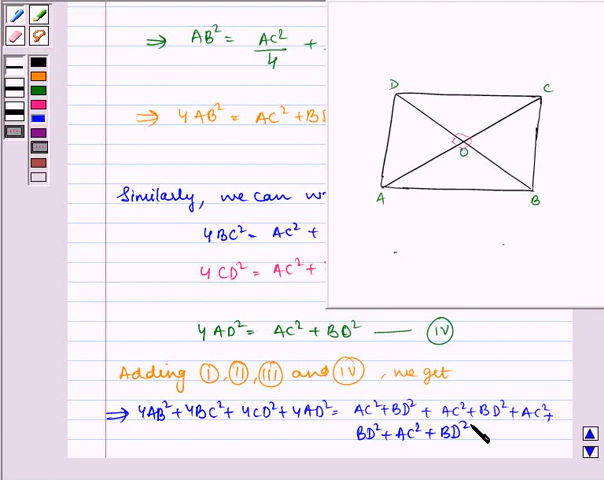 ⇒ AB² = AC²/4 +
⇒ 4AB² = AC² + BD
Similarly, we can w
4BC² = AC² +
4CD² = AC² +
4AD² = AC² + BD² — (IV)
Adding (I), (II), (III) and (IV), we get
⇒ 4AB² + 4BC² + 4CD² + 4AD² = AC² + BD² + AC² + BD² + AC² +
BD² + AC² + BD²
D C
O
A B